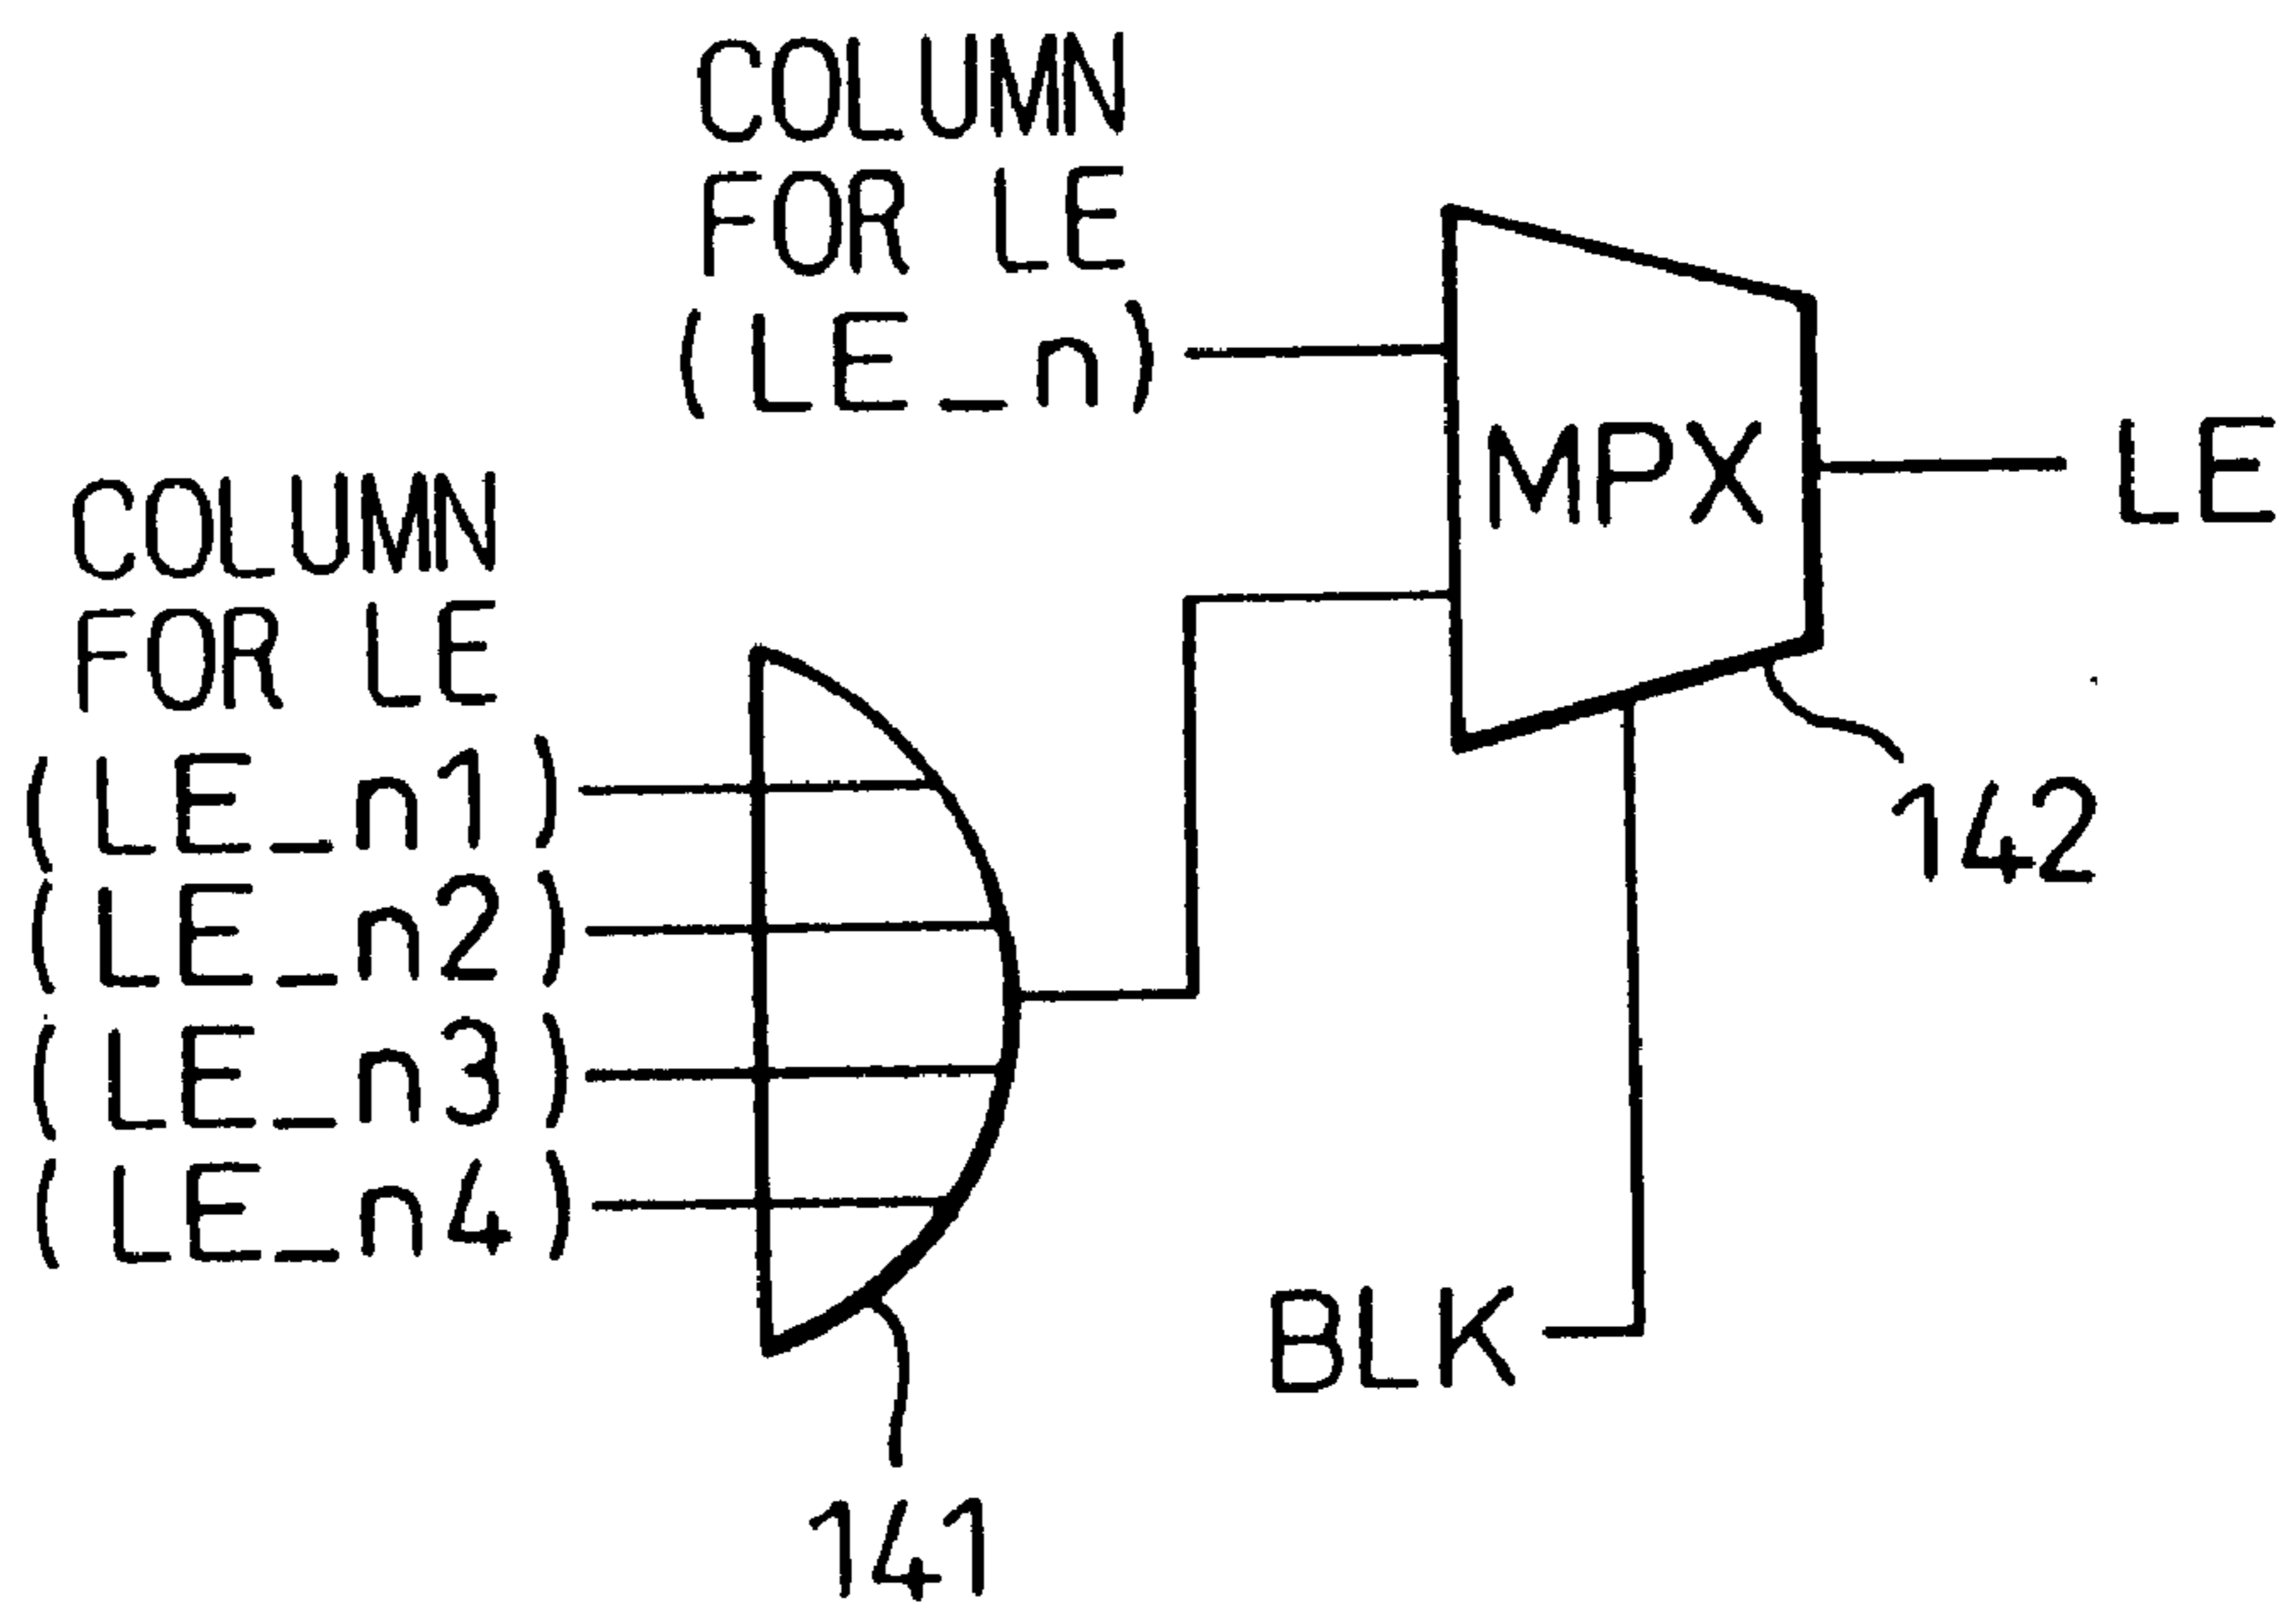 COLUMN
FOR LE
(LE_n)
MPX
LE
142
COLUMN
FOR LE
(LE_n1)
(LE_n2)
(LE_n3)
(LE_n4)
BLK
141